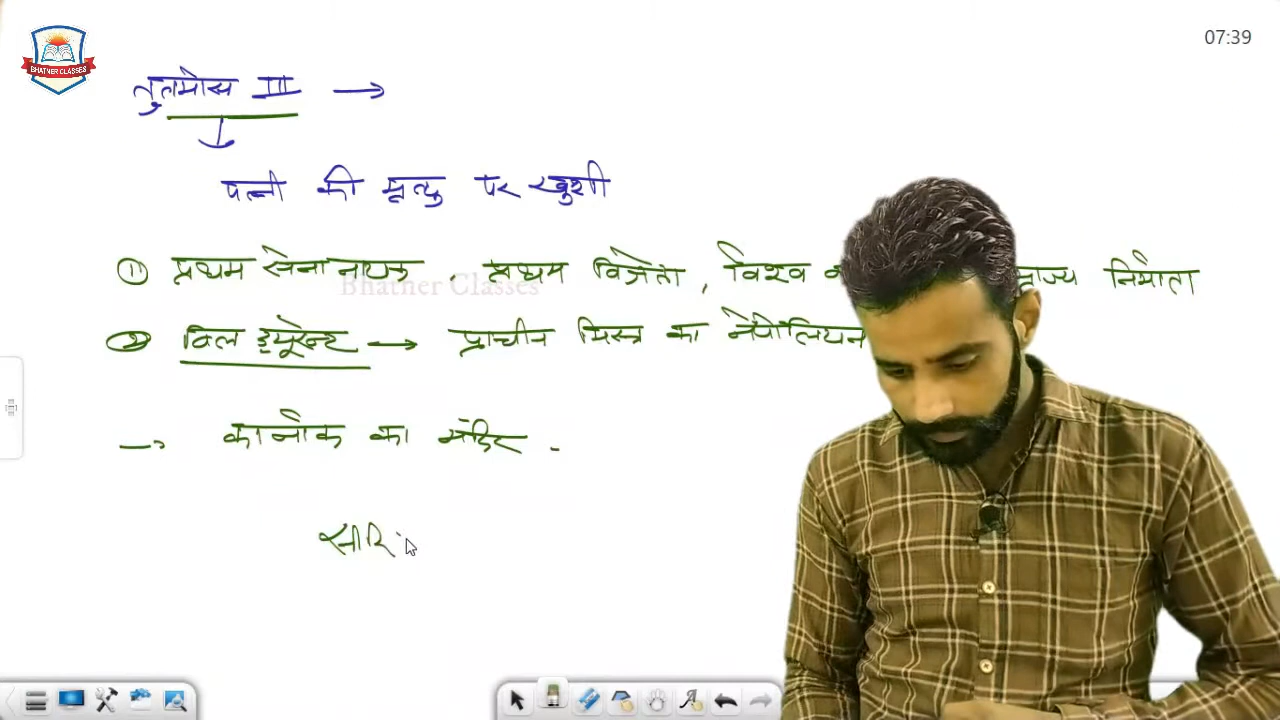 BHATNER CLASSES
07:39
तुतमोस III →
पत्नी की मृत्यु पर खुशी
① प्रथम सेनानायक, प्रथम विजेता, विश्व निर्माता
Bhatner Classes
② विल ड्यूरेन्ट → प्राचीन मिस्त्र का नेपोलियन
→ कार्नाक का मंदिर.
सीरि